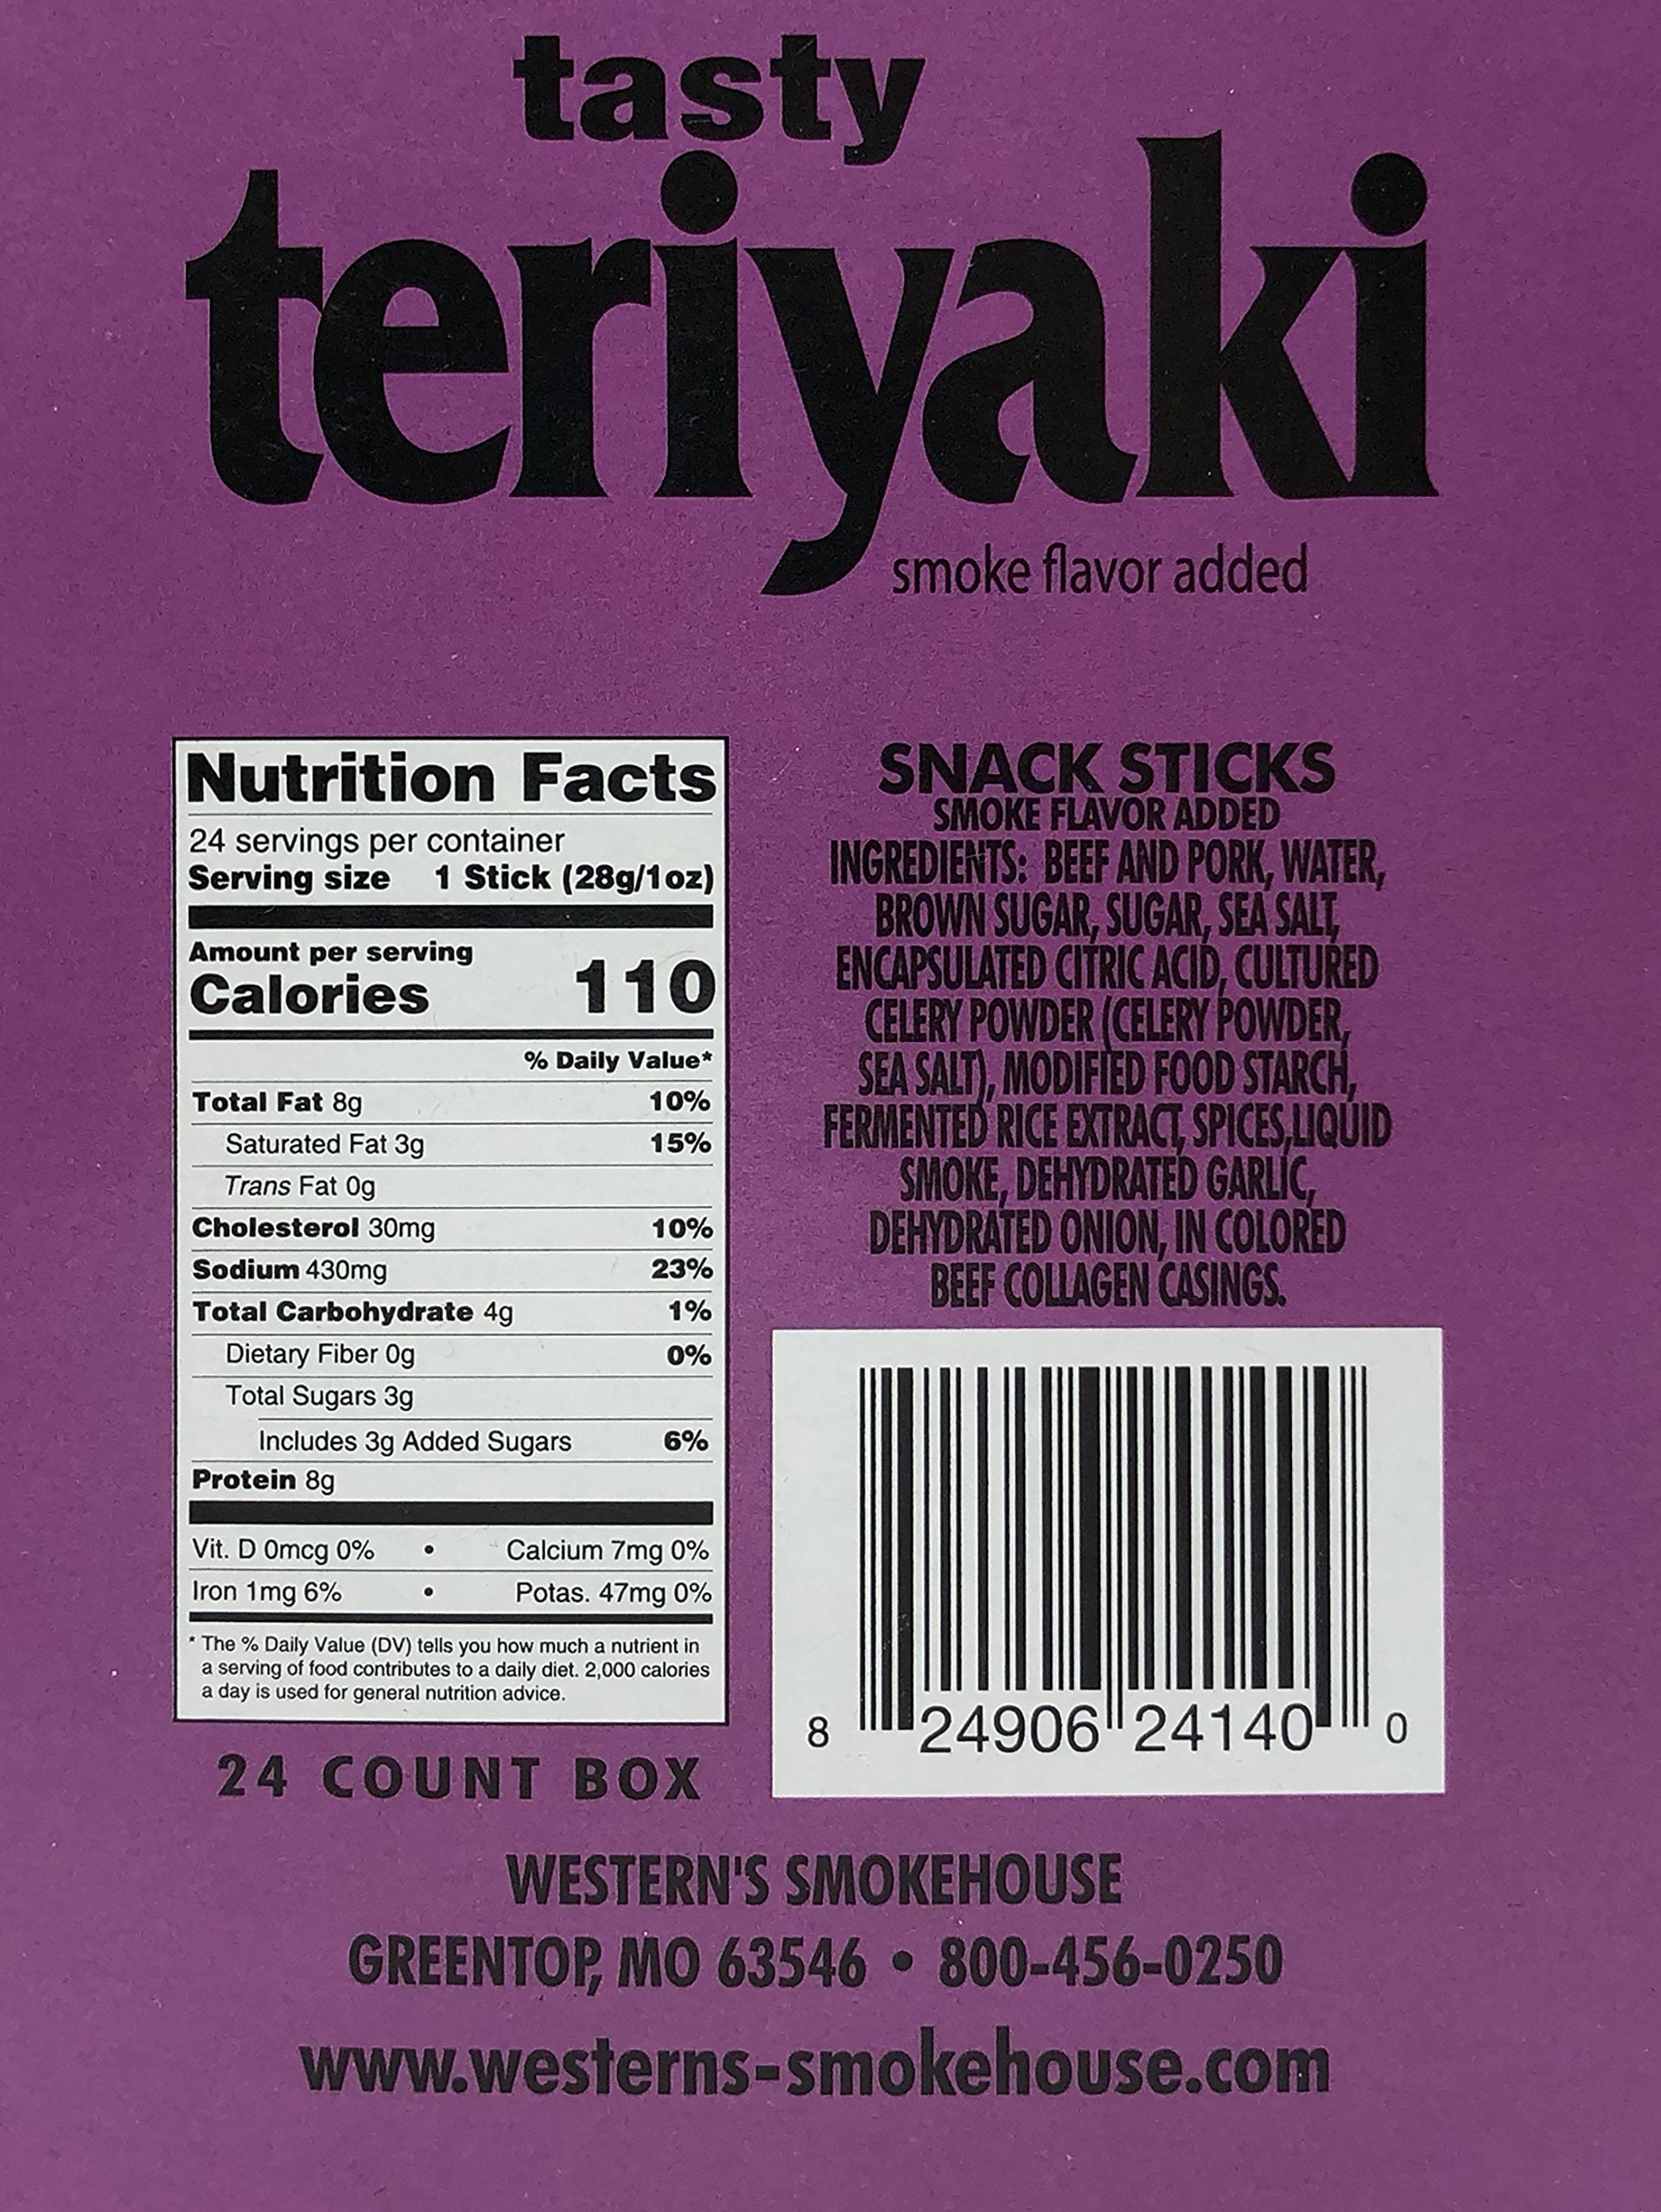 tasty
teriyaki
smoke flavor added
Nutrition Facts
24 servings per container
Serving size 1 Stick (28g/1oz)
Amount per serving
Calories 110
% Daily Value*
Total Fat 8g 10%
Saturated Fat 3g 15%
Trans Fat 0g
Cholesterol 30mg 10%
Sodium 430mg 23%
Total Carbohydrate 4g 1%
Dietary Fiber 0g 0%
Total Sugars 3g
Includes 3g Added Sugars 6%
Protein 8g
Vit. D 0mcg 0% • Calcium 7mg 0%
Iron 1mg 6% • Potas. 47mg 0%
* The % Daily Value (DV) tells you how much a nutrient in
a serving of food contributes to a daily diet. 2,000 calories
a day is used for general nutrition advice.
24 COUNT BOX
SNACK STICKS
SMOKE FLAVOR ADDED
INGREDIENTS: BEEF AND PORK, WATER,
BROWN SUGAR, SUGAR, SEA SALT,
ENCAPSULATED CITRIC ACID, CULTURED
CELERY POWDER (CELERY POWDER,
SEA SALT), MODIFIED FOOD STARCH,
FERMENTED RICE EXTRACT, SPICES,LIQUID
SMOKE, DEHYDRATED GARLIC,
DEHYDRATED ONION, IN COLORED
BEEF COLLAGEN CASINGS.
8 24906 24140 0
WESTERN'S SMOKEHOUSE
GREENTOP, MO 63546 • 800-456-0250
www.westerns-smokehouse.com